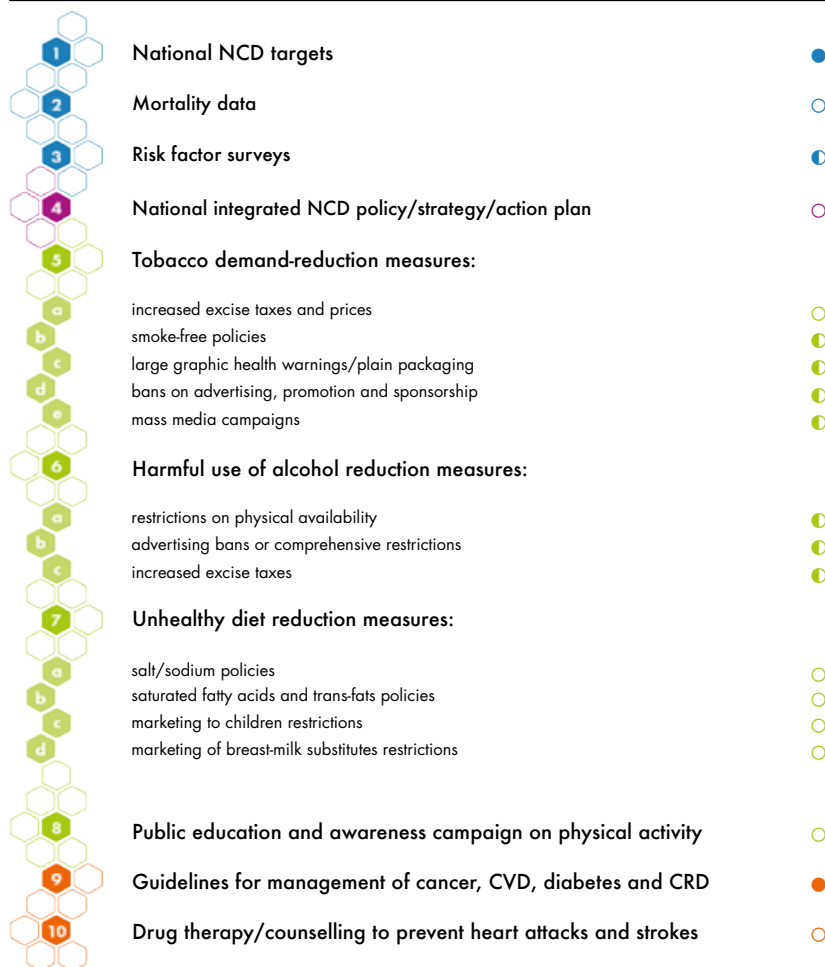 1 National NCD targets
2 Mortality data
3 Risk factor surveys
4 National integrated NCD policy/strategy/action plan
5 Tobacco demand-reduction measures:
a increased excise taxes and prices
b smoke-free policies
c large graphic health warnings/plain packaging
d bans on advertising, promotion and sponsorship
e mass media campaigns
6 Harmful use of alcohol reduction measures:
a restrictions on physical availability
b advertising bans or comprehensive restrictions
c increased excise taxes
7 Unhealthy diet reduction measures:
a salt/sodium policies
b saturated fatty acids and trans-fats policies
c marketing to children restrictions
d marketing of breast-milk substitutes restrictions
8 Public education and awareness campaign on physical activity
9 Guidelines for management of cancer, CVD, diabetes and CRD
10 Drug therapy/counselling to prevent heart attacks and strokes